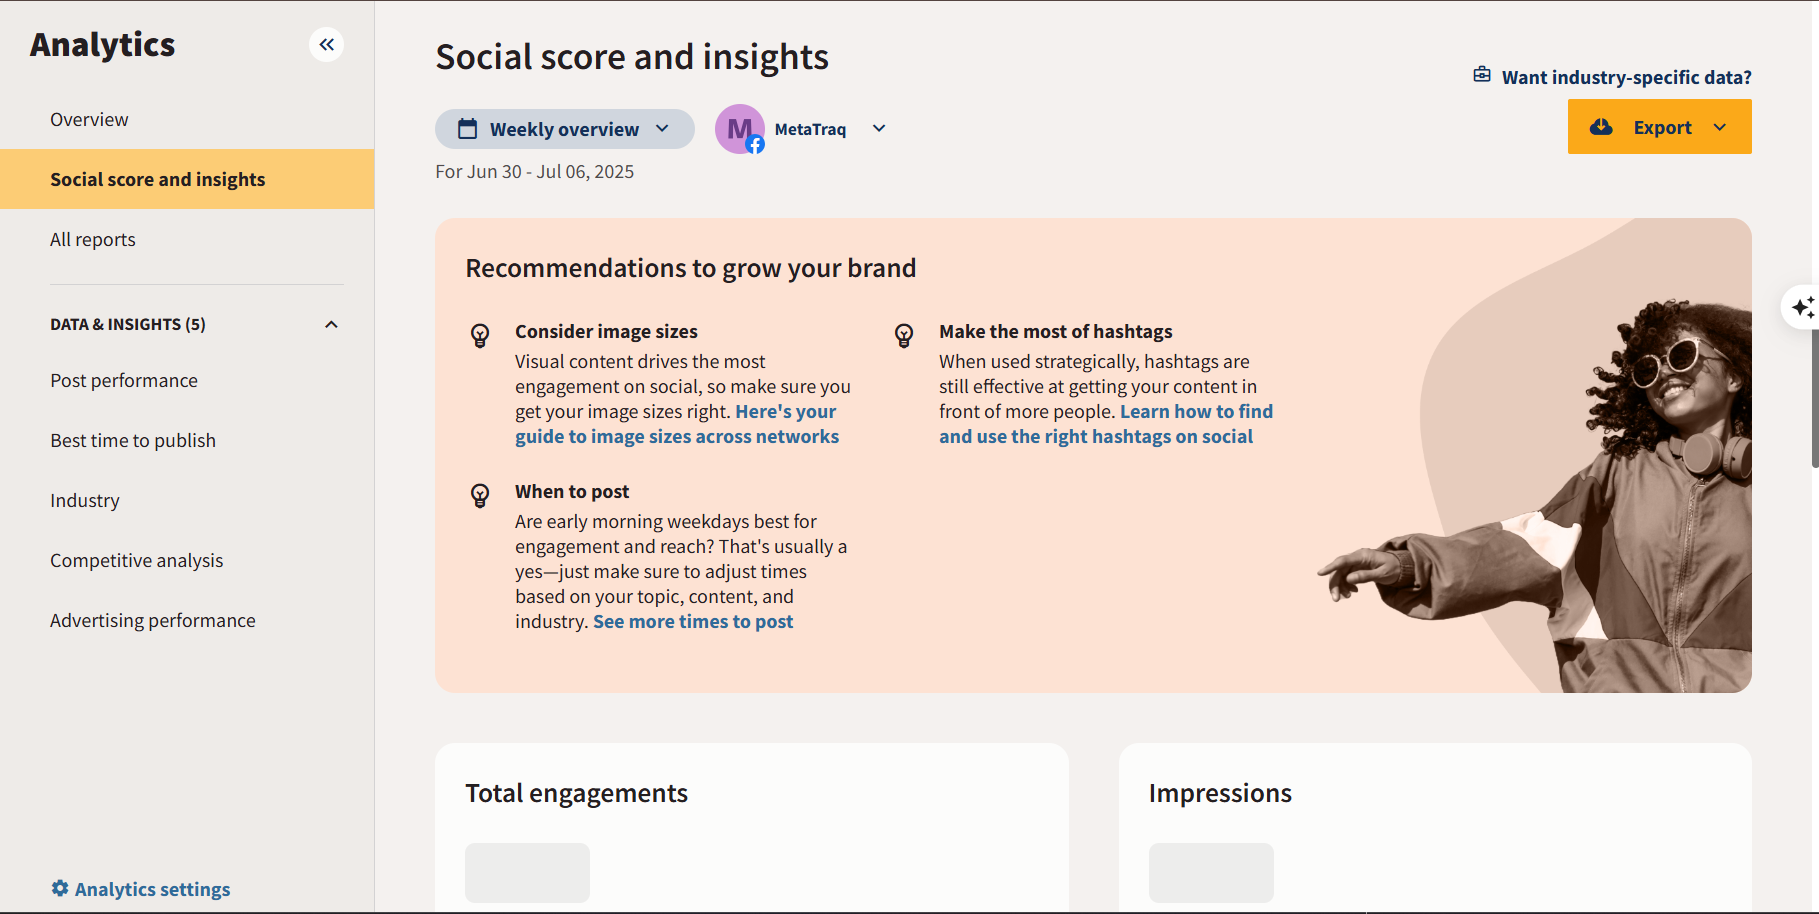 Analytics
Overview
Social score and insights
All reports
DATA & INSIGHTS (5)
Post performance
Best time to publish
Industry
Competitive analysis
Advertising performance
Analytics settings
Social score and insights
Want industry-specific data?
Weekly overview
M
MetaTraq
Export
For Jun 30 - Jul 06, 2025
Recommendations to grow your brand
Consider image sizes
Visual content drives the most
engagement on social, so make sure you
get your image sizes right. Here's your
guide to image sizes across networks
Make the most of hashtags
When used strategically, hashtags are
still effective at getting your content in
front of more people. Learn how to find
and use the right hashtags on social
When to post
Are early morning weekdays best for
engagement and reach? That's usually a
yes—just make sure to adjust times
based on your topic, content, and
industry. See more times to post
Total engagements
Impressions